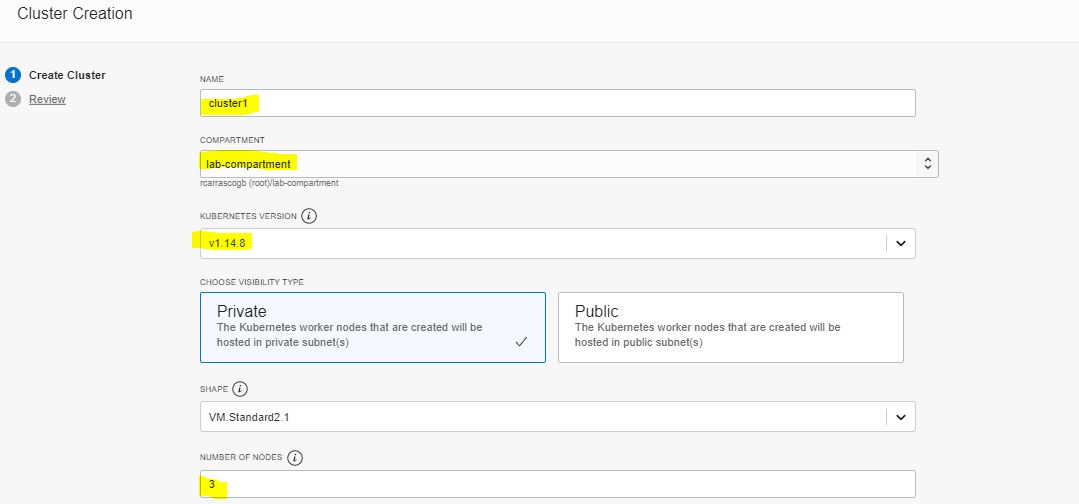 Cluster Creation
1 Create Cluster
2 Review
NAME
cluster1
COMPARTMENT
lab-compartment
rcarrascogb (root)/lab-compartment
KUBERNETES VERSION i
v1.14.8
CHOOSE VISIBILITY TYPE
Private
The Kubernetes worker nodes that are created will be
hosted in private subnet(s)
Public
The Kubernetes worker nodes that are created will be
hosted in public subnet(s)
SHAPE i
VM.Standard2.1
NUMBER OF NODES i
3